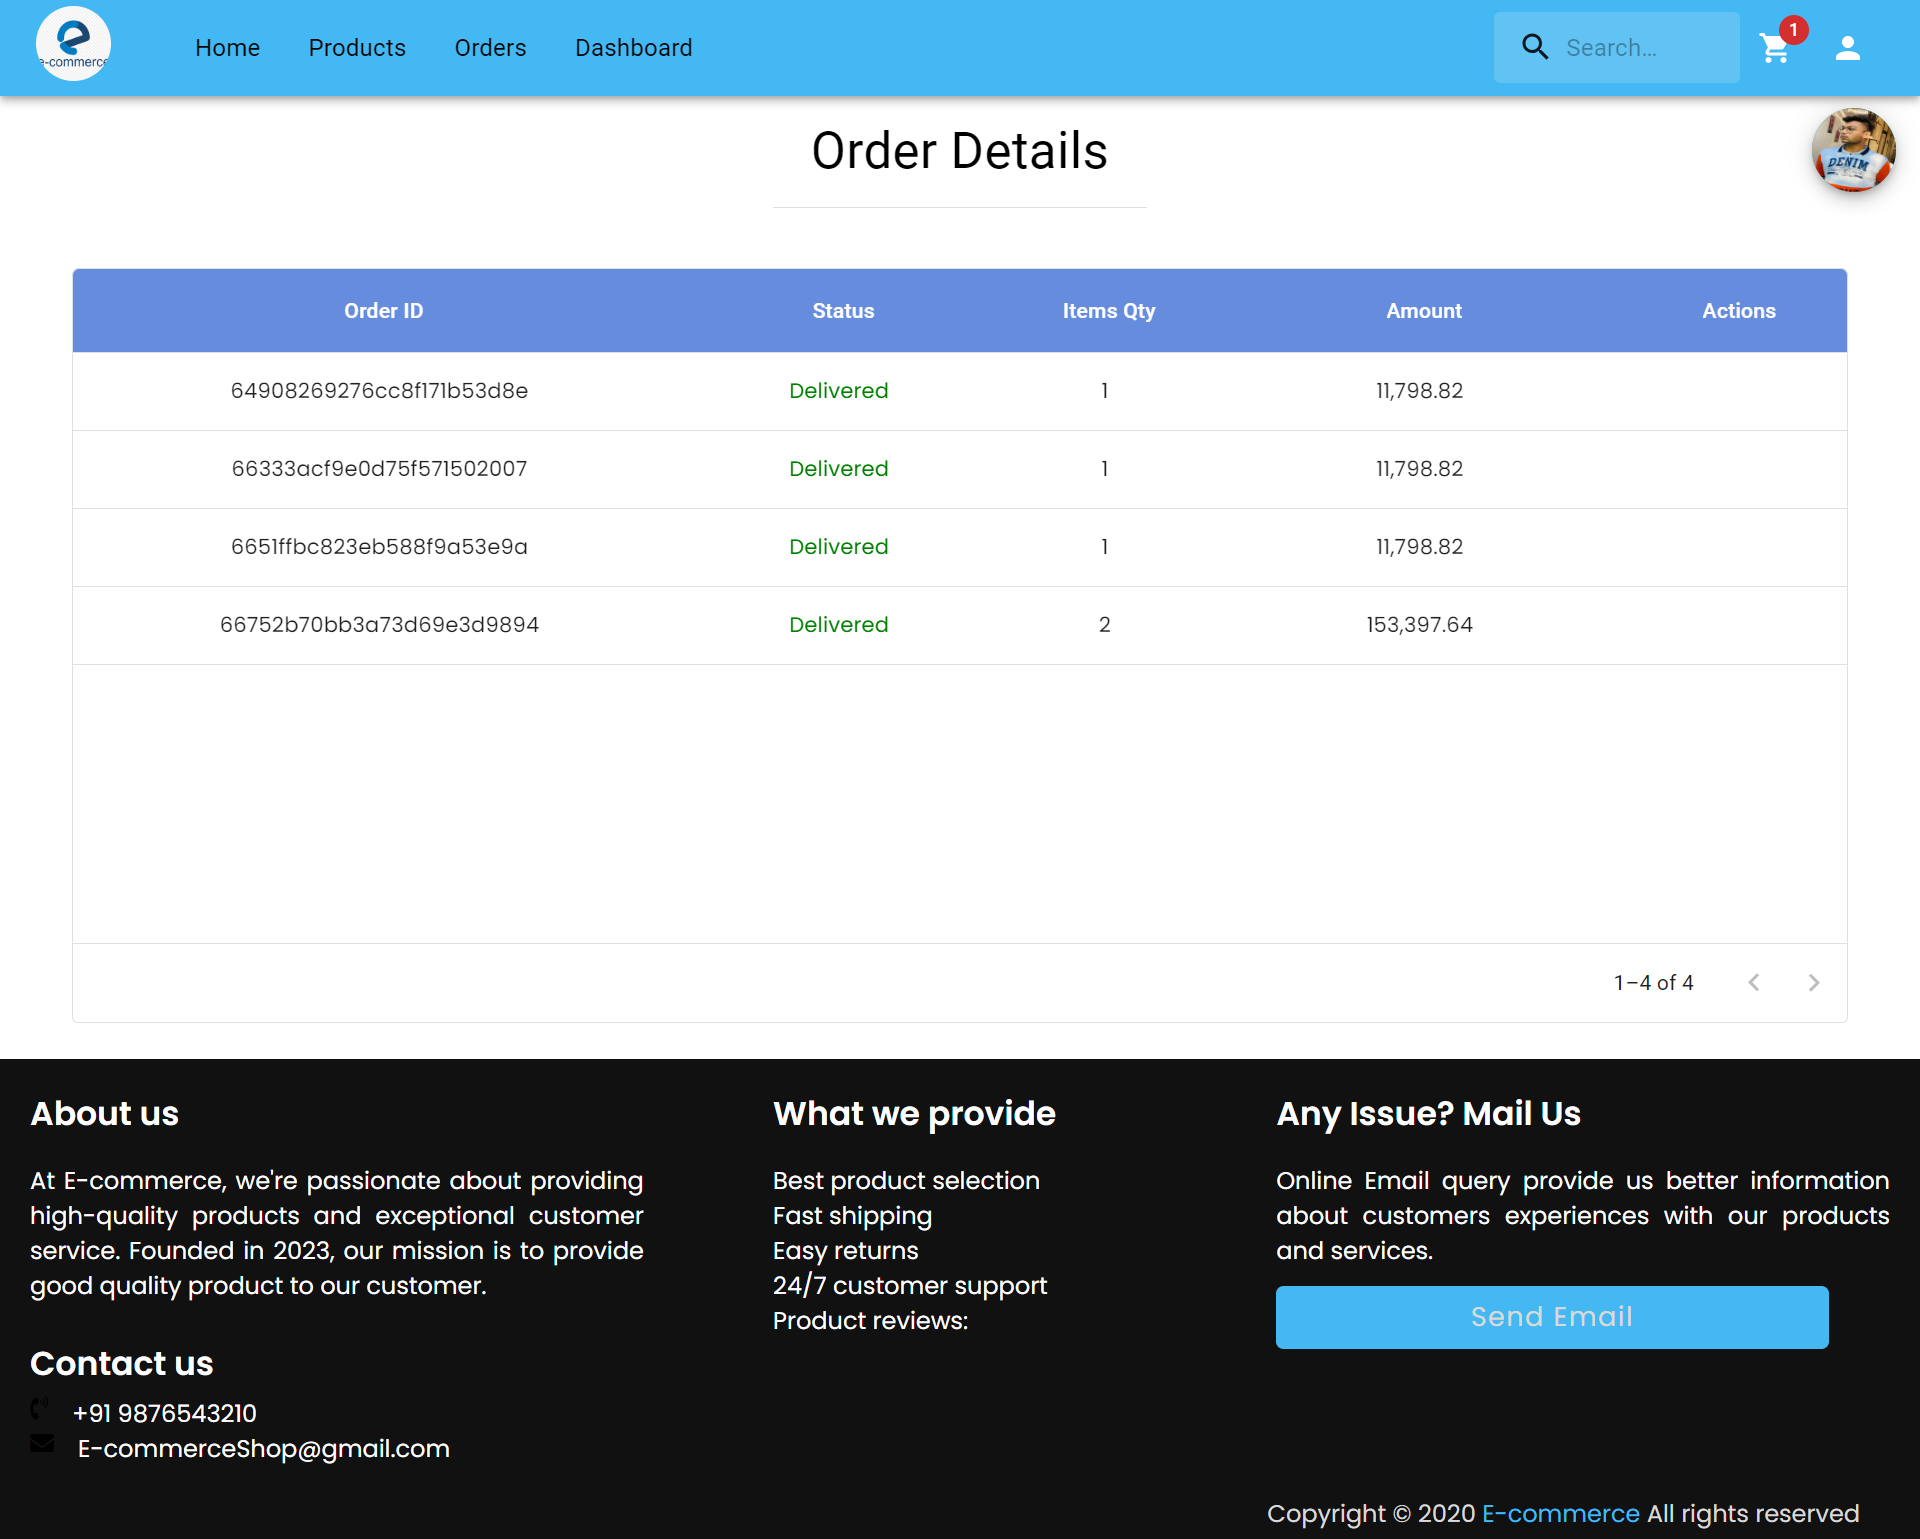 e-commerce
Home Products Orders Dashboard
Search...
1
Order Details
DENIM
Order ID Status Items Qty Amount Actions
64908269276cc8f171b53d8e Delivered 1 11,798.82
66333acf9e0d75f571502007 Delivered 1 11,798.82
6651ffbc823eb588f9a53e9a Delivered 1 11,798.82
66752b70bb3a73d69e3d9894 Delivered 2 153,397.64
1–4 of 4
About us
At E-commerce, we're passionate about providing
high-quality products and exceptional customer
service. Founded in 2023, our mission is to provide
good quality product to our customer.
Contact us
+91 9876543210
E-commerceShop@gmail.com
What we provide
Best product selection
Fast shipping
Easy returns
24/7 customer support
Product reviews:
Any Issue? Mail Us
Online Email query provide us better information
about customers experiences with our products
and services.
Send Email
Copyright © 2020 E-commerce All rights reserved